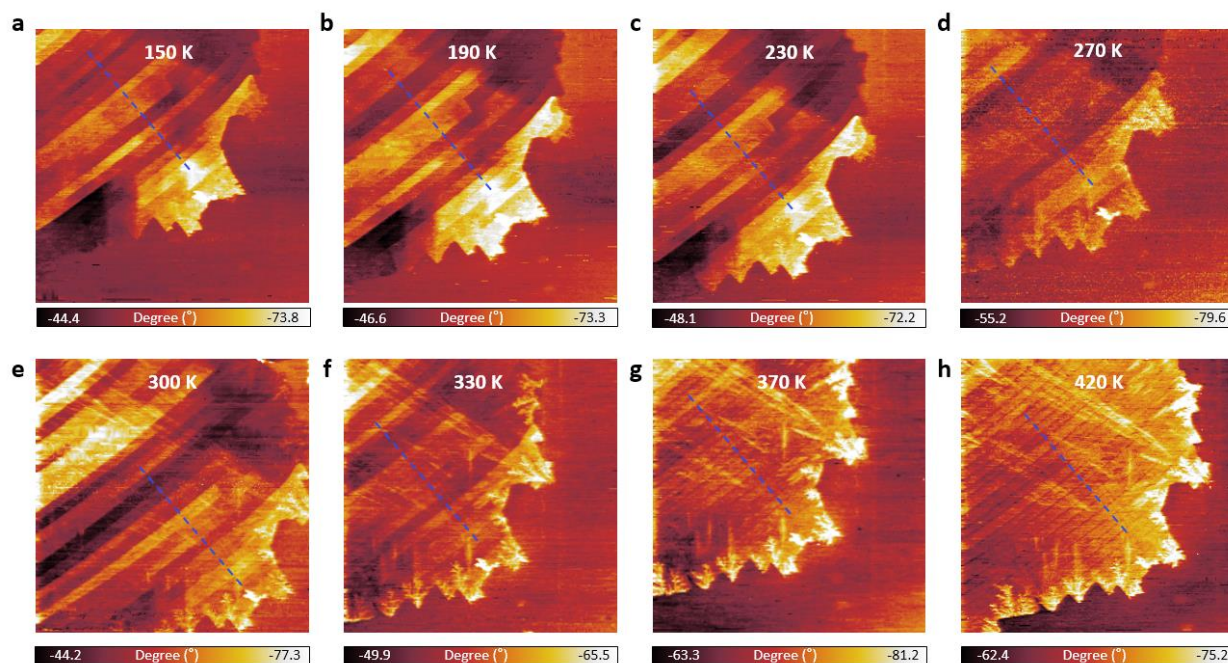 a
150 K
-44.4 Degree (°) -73.8
b
190 K
-46.6 Degree (°) -73.3
c
230 K
-48.1 Degree (°) -72.2
d
270 K
-55.2 Degree (°) -79.6
e
300 K
-44.2 Degree (°) -77.3
f
330 K
-49.9 Degree (°) -65.5
g
370 K
-63.3 Degree (°) -81.2
h
420 K
-62.4 Degree (°) -75.2